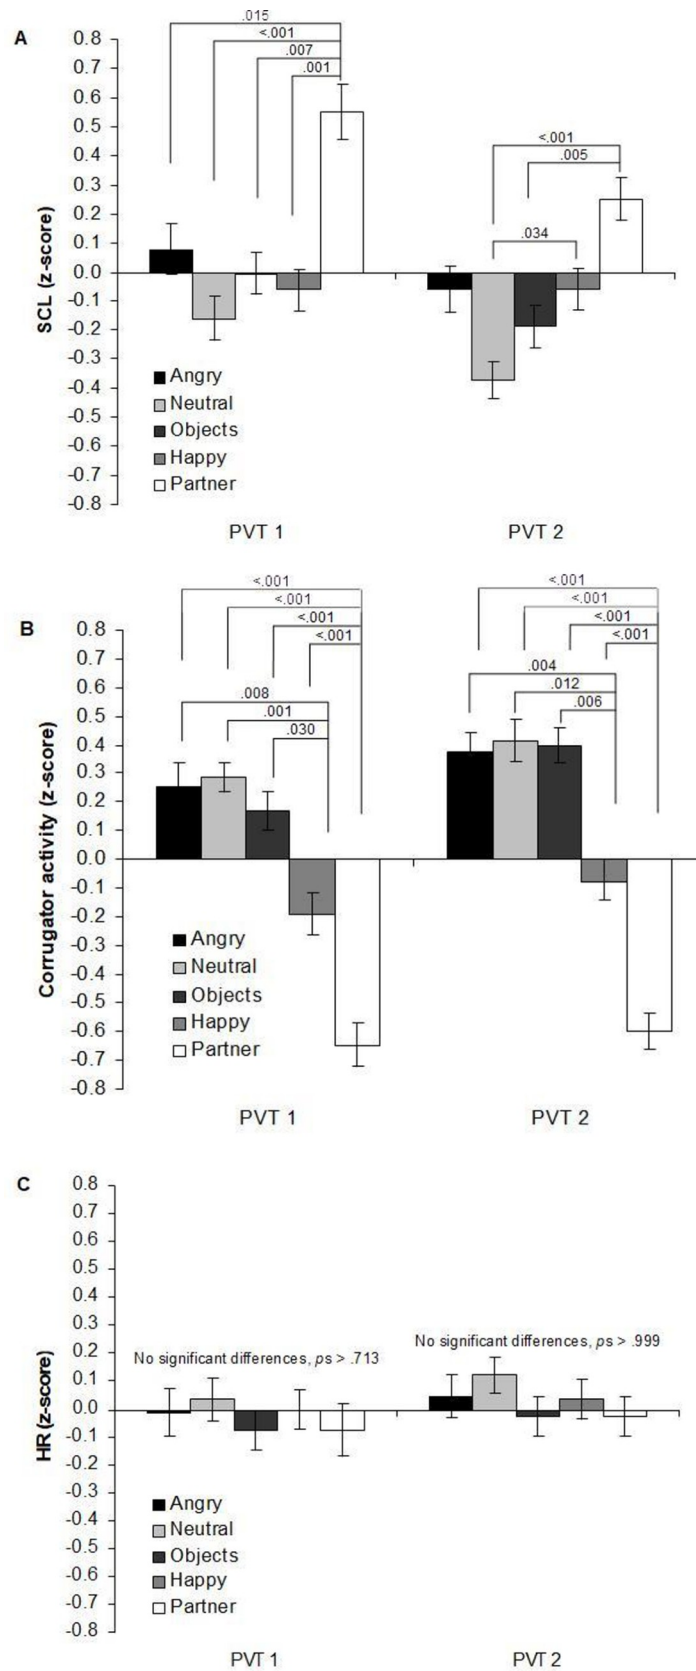 A
SCL (z-score)
0.8
0.7
0.6
0.5
0.4
0.3
0.2
0.1
0.0
-0.1
-0.2
-0.3
-0.4
-0.5
-0.6
-0.7
-0.8
.015
<.001
.007
.001
<.001
.005
.034
Angry
Neutral
Objects
Happy
Partner
PVT 1
PVT 2
B
Corrugator activity (z-score)
0.8
0.7
0.6
0.5
0.4
0.3
0.2
0.1
0.0
-0.1
-0.2
-0.3
-0.4
-0.5
-0.6
-0.7
-0.8
<.001
<.001
<.001
<.001
.008
.001
.030
<.001
<.001
<.001
<.001
.004
.012
.006
Angry
Neutral
Objects
Happy
Partner
PVT 1
PVT 2
C
HR (z-score)
0.8
0.7
0.6
0.5
0.4
0.3
0.2
0.1
0.0
-0.1
-0.2
-0.3
-0.4
-0.5
-0.6
-0.7
-0.8
No significant differences, ps > .713
No significant differences, ps > .999
Angry
Neutral
Objects
Happy
Partner
PVT 1
PVT 2